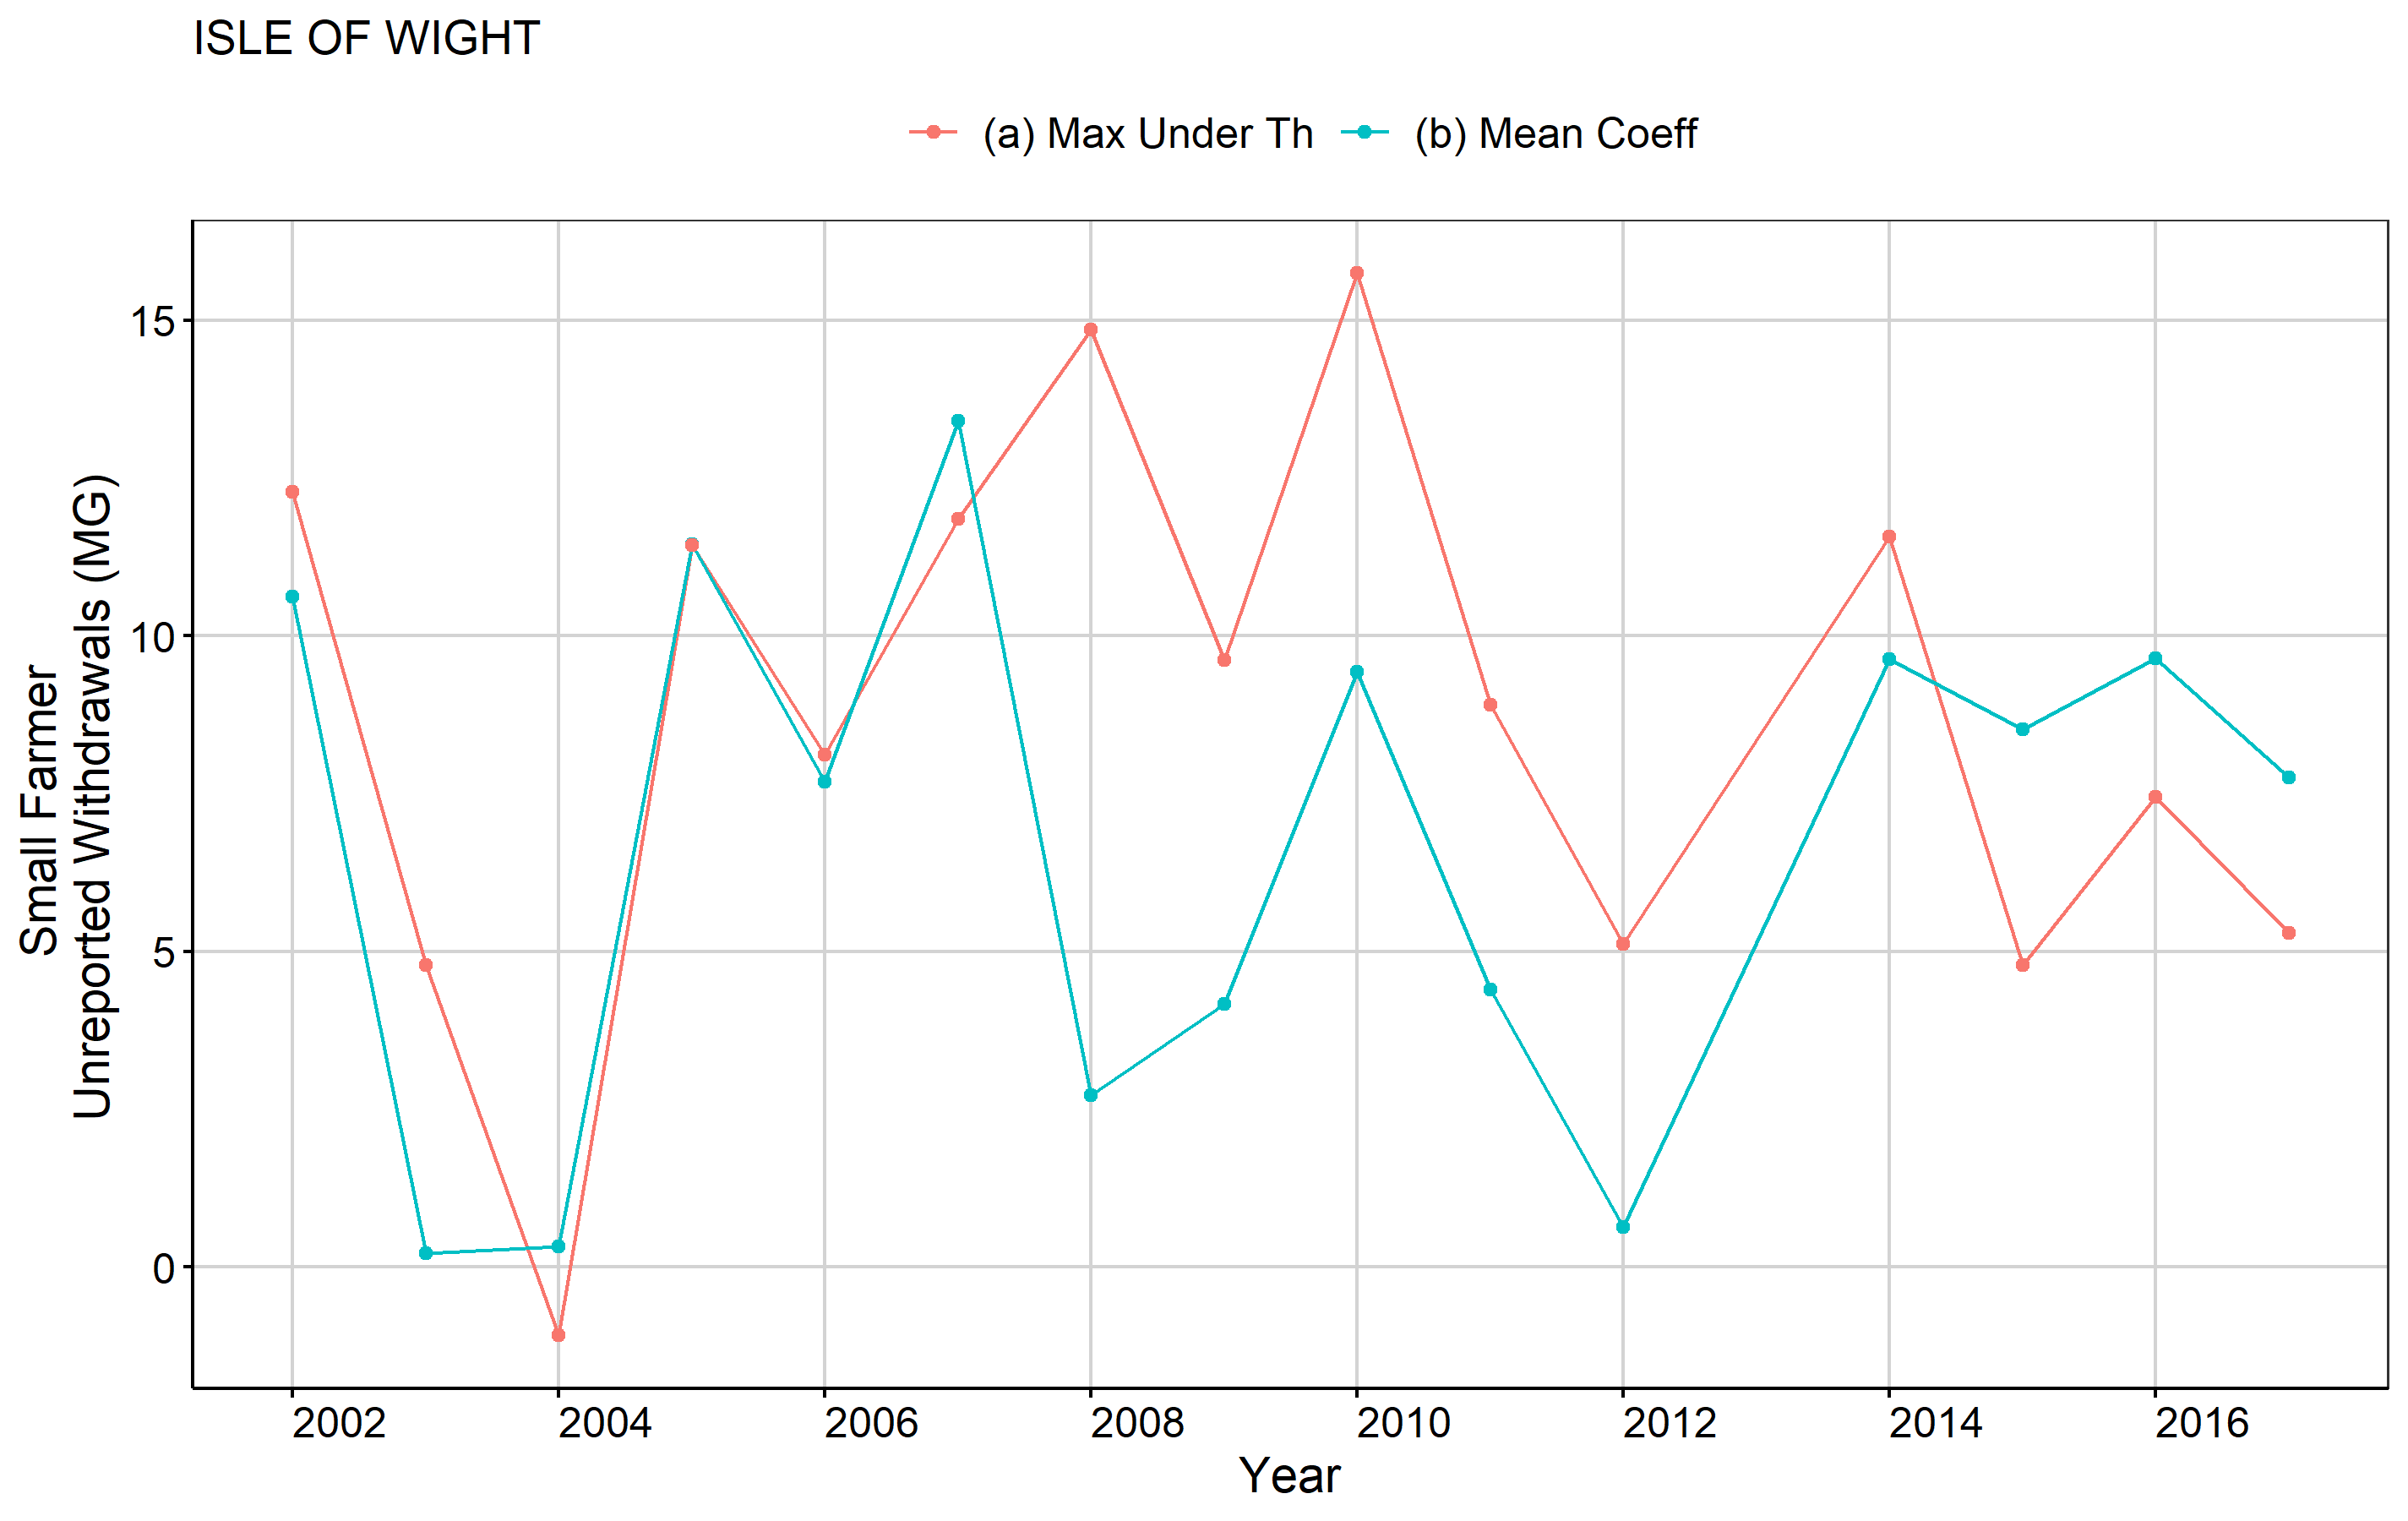 ISLE OF WIGHT
(a) Max Under Th (b) Mean Coeff
Small Farmer
Unreported Withdrawals (MG)
15
10
5
0
2002 2004 2006 2008 2010 2012 2014 2016
Year